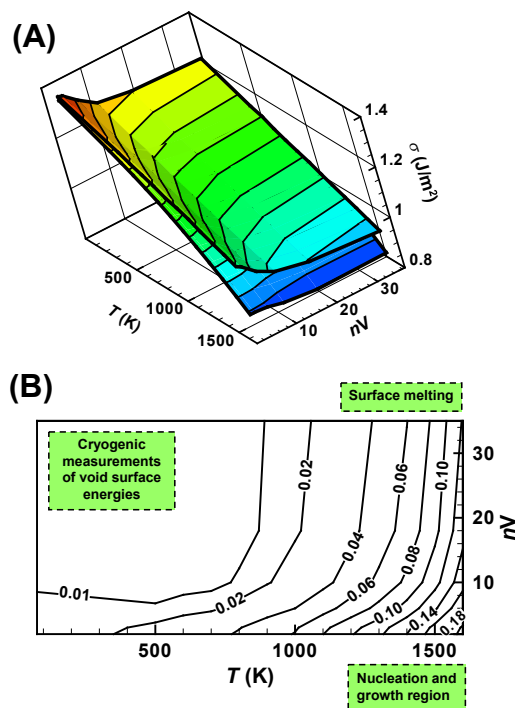 (A)
1.4
1.2
1
0.8
σ (J/m²)
500
1000
1500
T (K)
10
20
30
nV
(B)
Surface melting
Cryogenic
measurements
of void surface
energies
0.02
0.06
0.10
0.04
0.08
0.01
0.02
0.06
0.10
0.14
0.18
30
20
10
nV
500
1000
1500
T (K)
Nucleation and
growth region